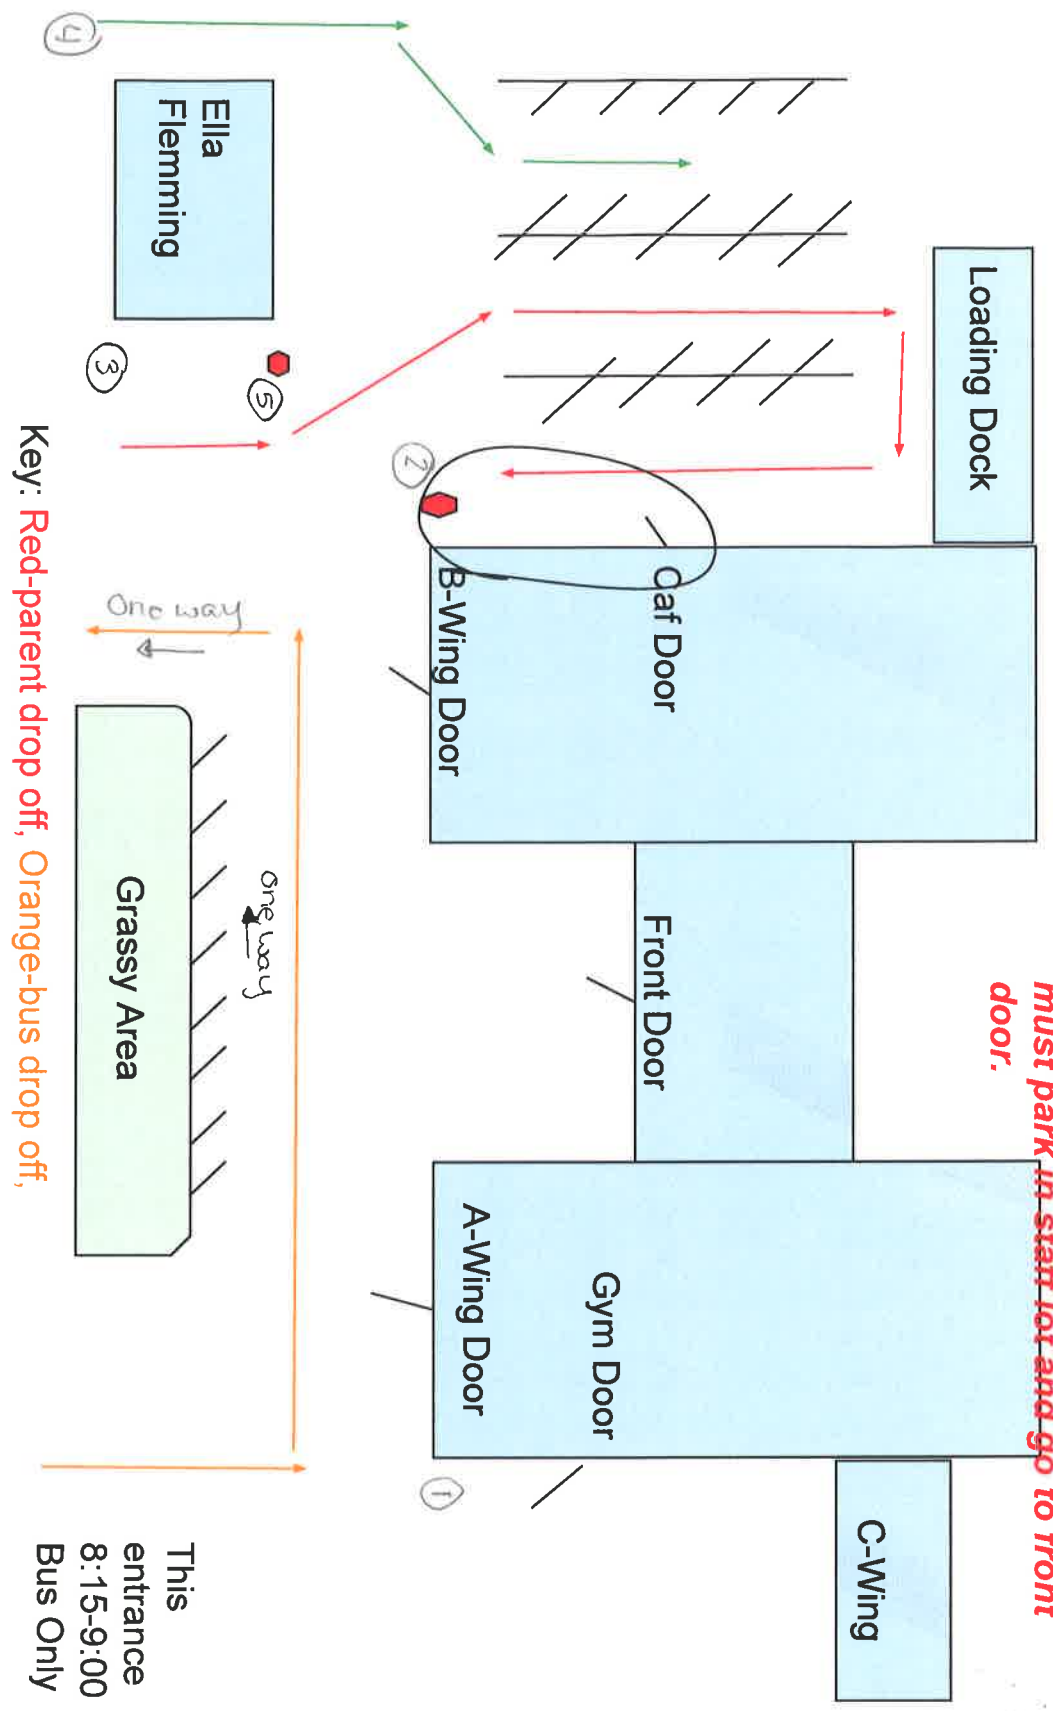 must park in staff lot and go to front
door.
Loading Dock
C-Wing
Caf Door
Front Door
Gym Door
B-Wing Door
A-Wing Door
2
1
5
one way
Ella
Flemming
3
4
One way
Grassy Area
This
entrance
8:15-9:00
Bus Only
Key: Red-parent drop off, Orange-bus drop off,